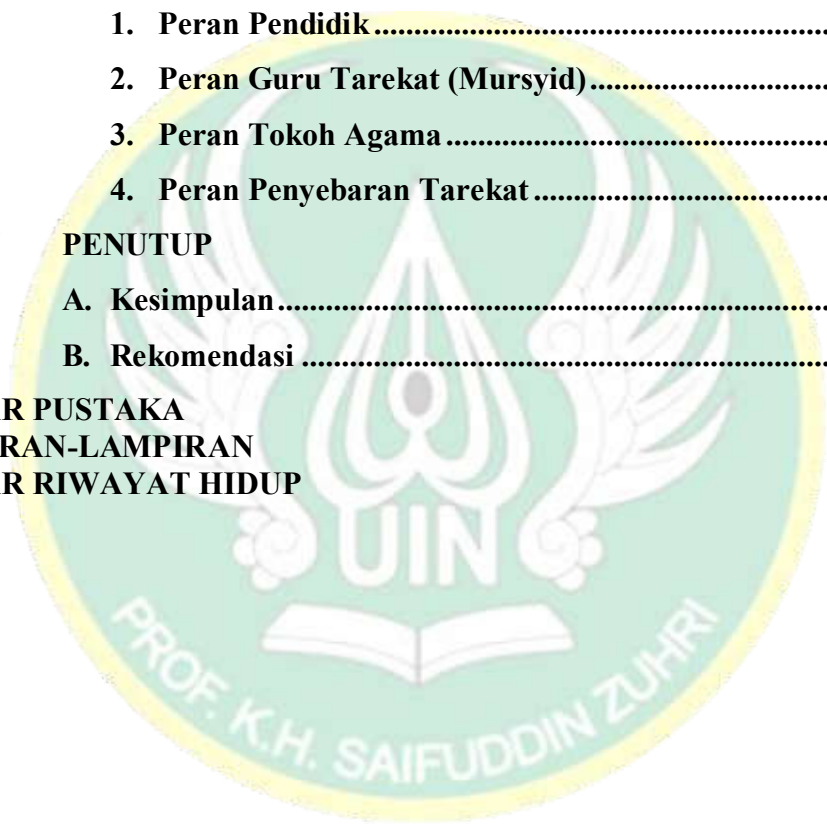 1. Peran Pendidik..........................................................
2. Peran Guru Tarekat (Mursyid)..............................
3. Peran Tokoh Agama................................................
4. Peran Penyebaran Tarekat.....................................
PENUTUP
A. Kesimpulan......................................................................
B. Rekomendasi...................................................................
R PUSTAKA
RAN-LAMPIRAN
R RIWAYAT HIDUP
UIN
PROF. K.H. SAIFUDDIN ZUHRI